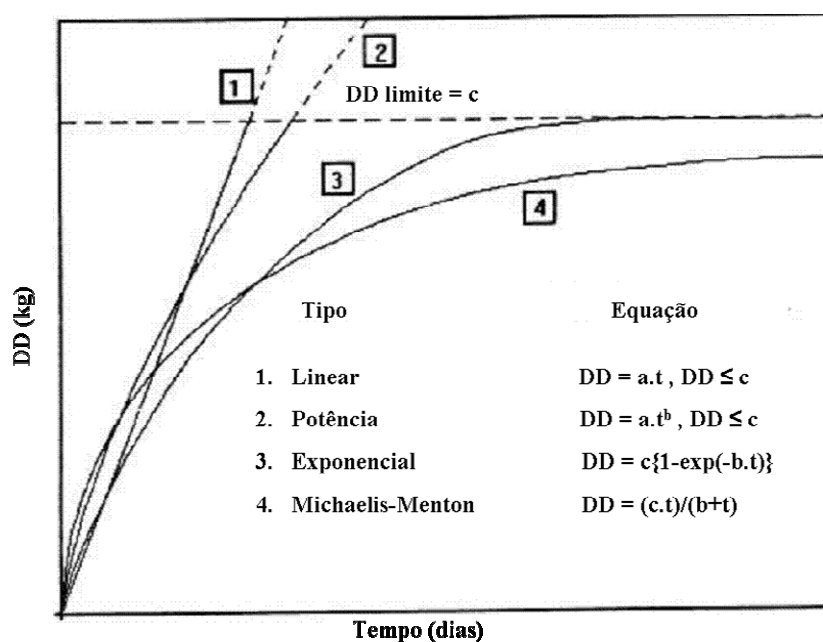 1
2
DD limite = c
3
4
DD (kg)
Tipo Equação
1. Linear DD = a.t , DD ≤ c
2. Potência DD = a.tᵇ , DD ≤ c
3. Exponencial DD = c{1-exp(-b.t)}
4. Michaelis-Menton DD = (c.t)/(b+t)
Tempo (dias)